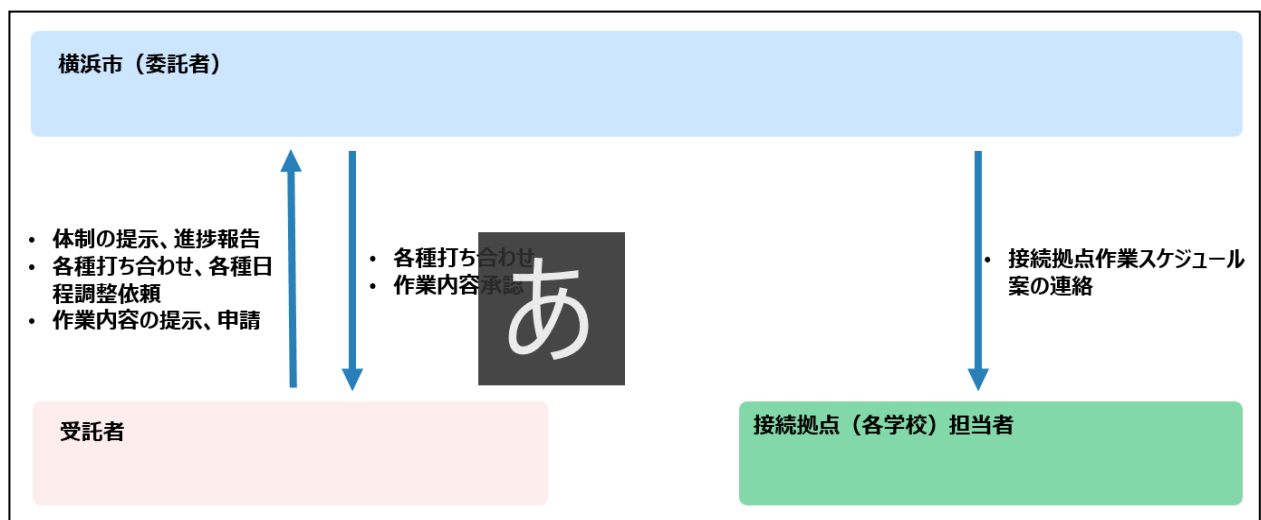 横浜市（委託者）
• 体制の提示、進捗報告
• 各種打ち合わせ、各種日
程調整依頼
• 作業内容の提示、申請
• 各種打ち合わせ
• 作業内容承認
あ
• 接続拠点作業スケジュール
案の連絡
受託者
接続拠点（各学校）担当者